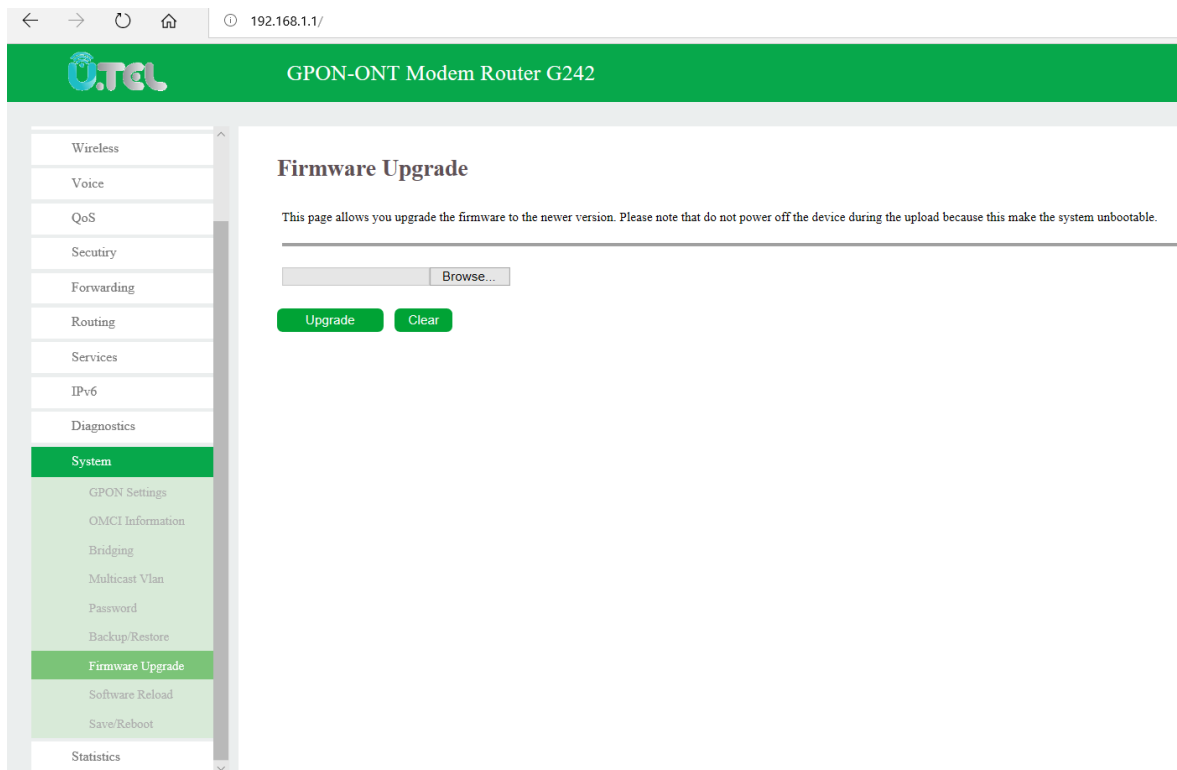 192.168.1.1/
U.TEL
GPON-ONT Modem Router G242
Wireless
Voice
QoS
Secutiry
Forwarding
Routing
Services
IPv6
Diagnostics
System
GPON Settings
OMCI Information
Bridging
Multicast Vlan
Password
Backup/Restore
Firmware Upgrade
Software Reload
Save/Reboot
Statistics
Firmware Upgrade
This page allows you upgrade the firmware to the newer version. Please note that do not power off the device during the upload because this make the system unbootable.
Browse...
Upgrade Clear